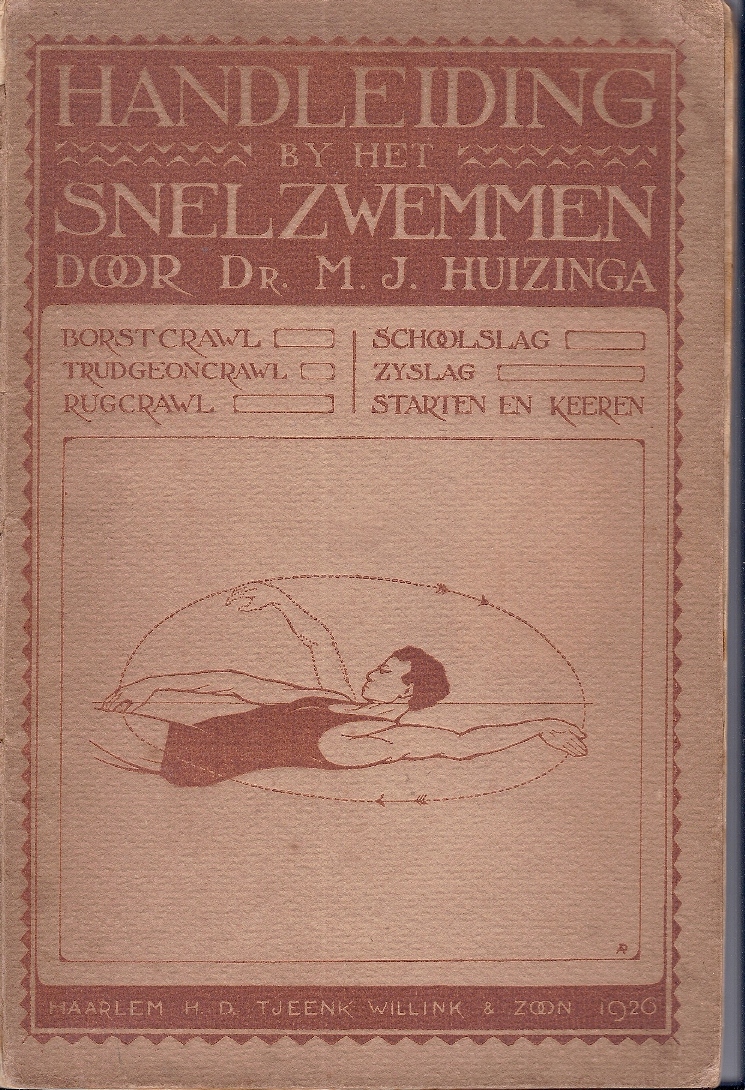 HANDLEIDING
BY HET
SNELZWEMMEN
DOOR DR. M. J. HUIZINGA
BORSTCRAWL
TRUDGEONCRAWL
RUGCRAWL
SCHOOLSLAG
ZYSLAG
STARTEN EN KEEREN
HAARLEM H. D. TJEENK WILLINK & ZOON 1926